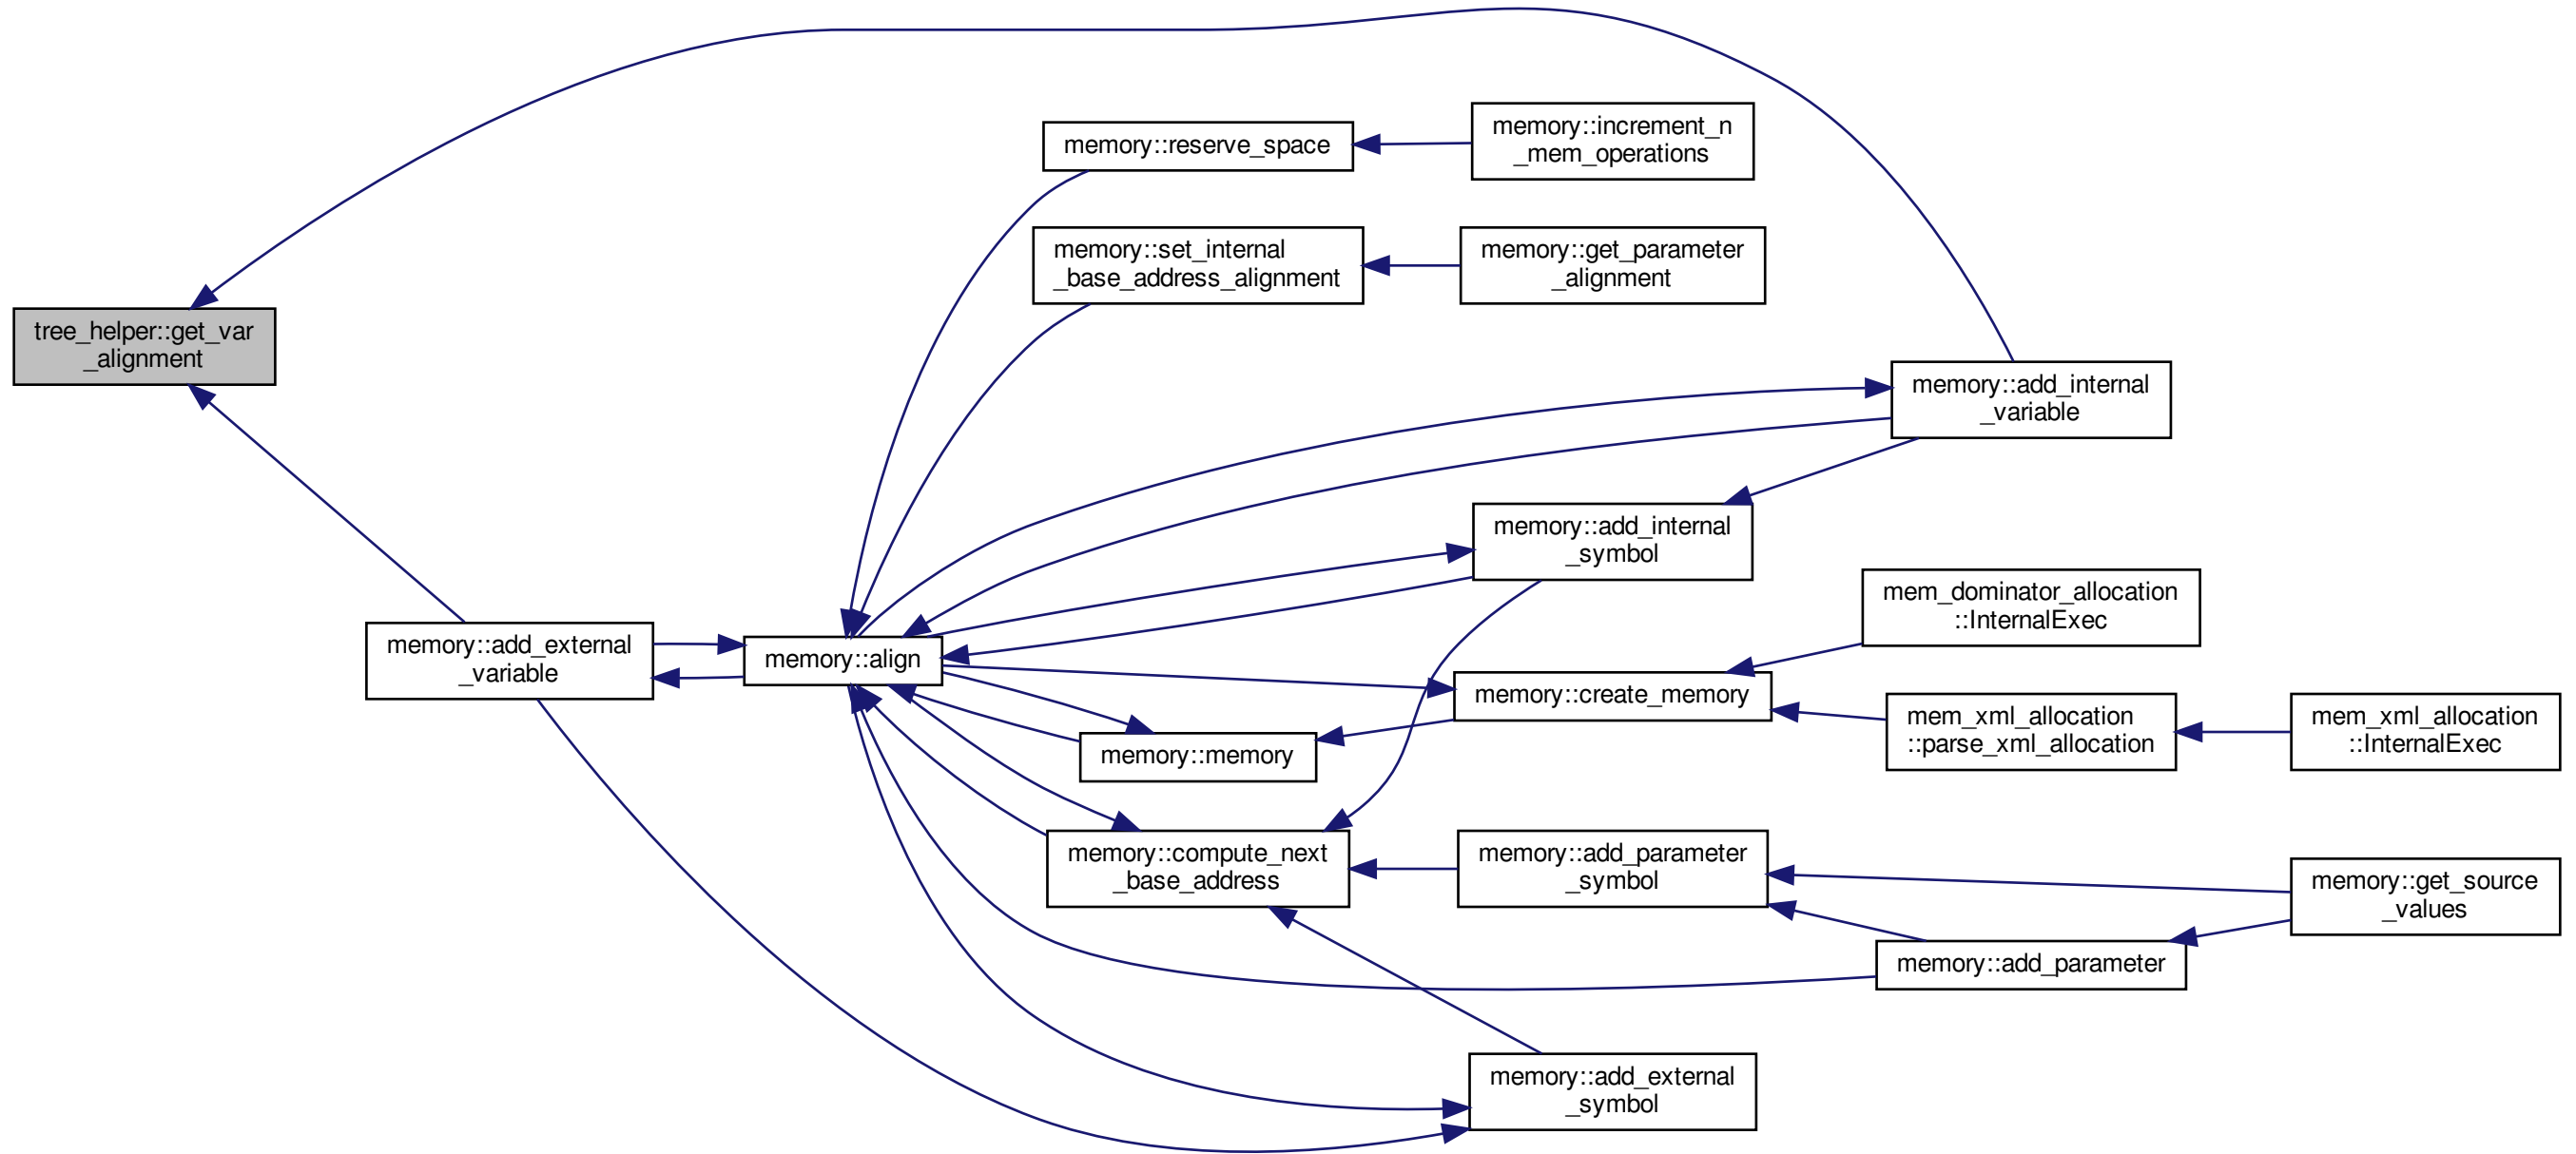 memory::increment_n
_mem_operations
memory::reserve_space
memory::set_internal
_base_address_alignment
memory::get_parameter
_alignment
tree_helper::get_var
_alignment
memory::add_internal
_variable
memory::add_internal
_symbol
mem_dominator_allocation
::InternalExec
memory::add_external
_variable
memory::align
memory::create_memory
mem_xml_allocation
::parse_xml_allocation
mem_xml_allocation
::InternalExec
memory::memory
memory::compute_next
_base_address
memory::add_parameter
_symbol
memory::get_source
_values
memory::add_parameter
memory::add_external
_symbol